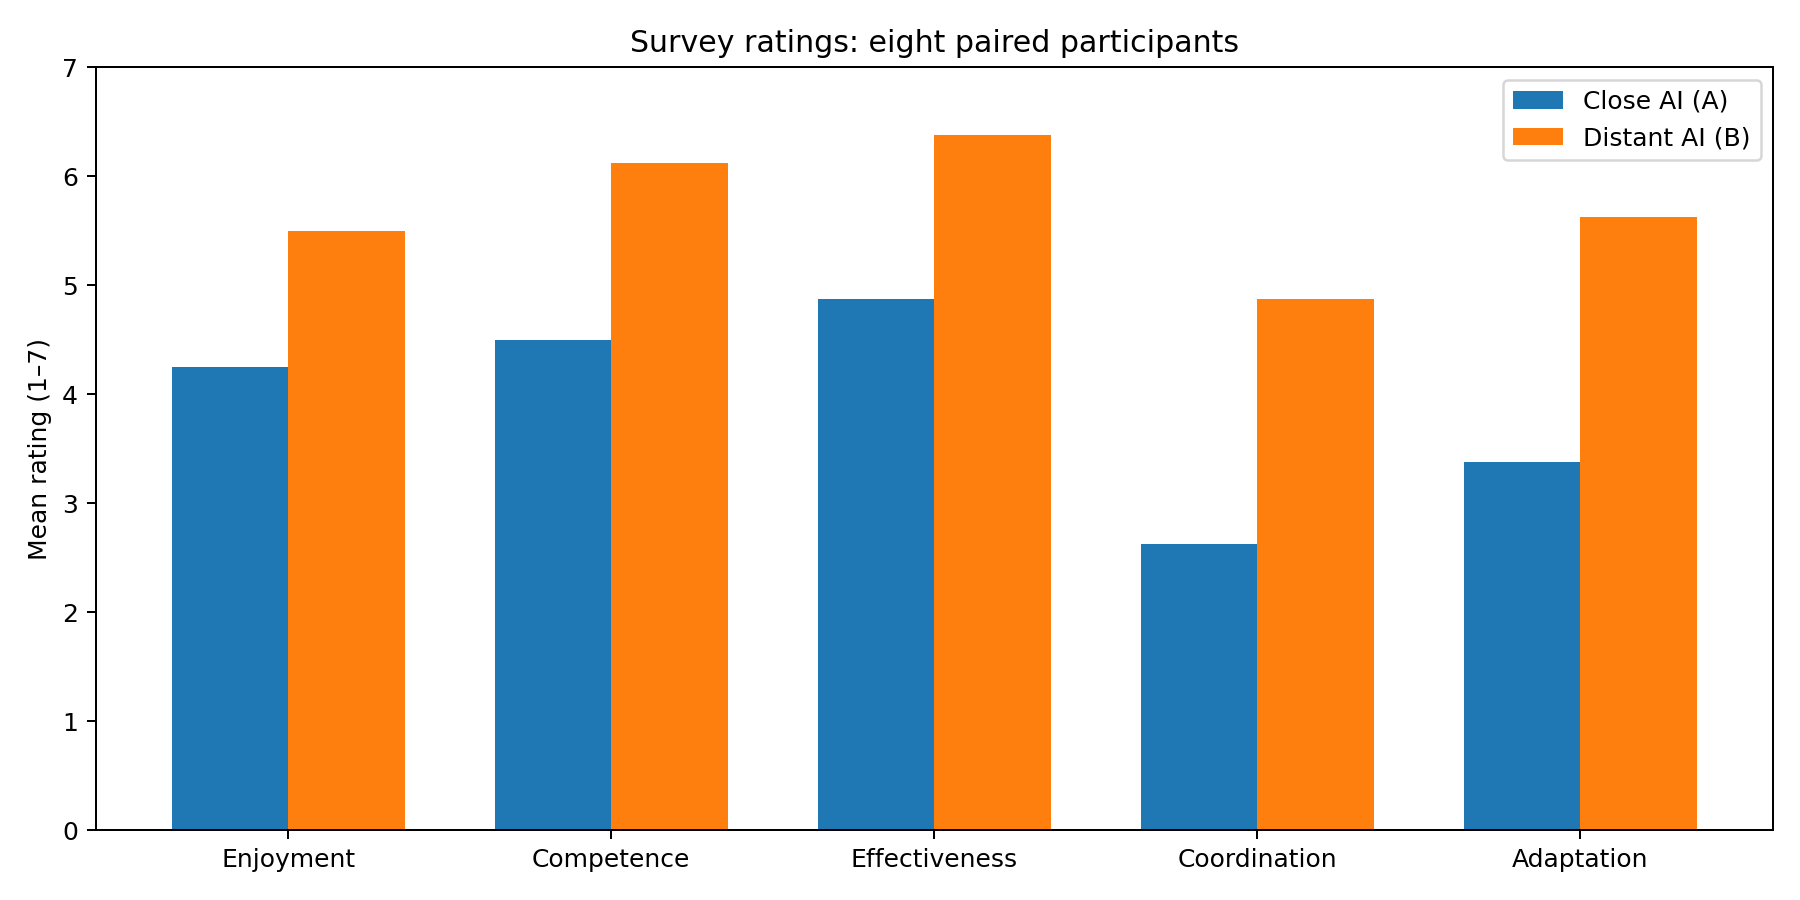 Survey ratings: eight paired participants
Close AI (A)
Distant AI (B)
Mean rating (1–7)
7
6
5
4
3
2
1
0
Enjoyment Competence Effectiveness Coordination Adaptation